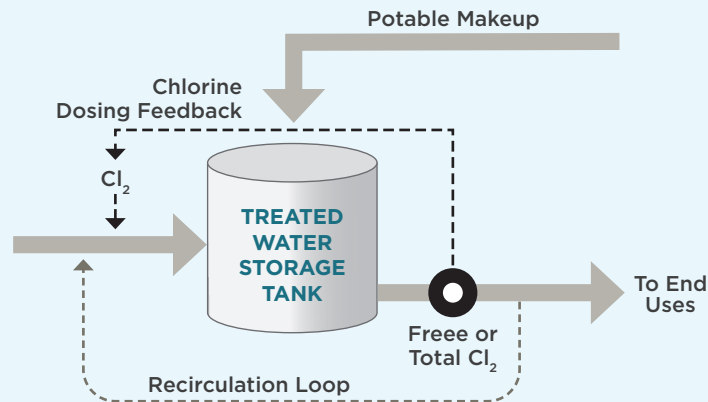 Potable Makeup
Chlorine
Dosing Feedback
Cl₂
TREATED
WATER
STORAGE
TANK
To End
Uses
Freee or
Total Cl₂
Recirculation Loop